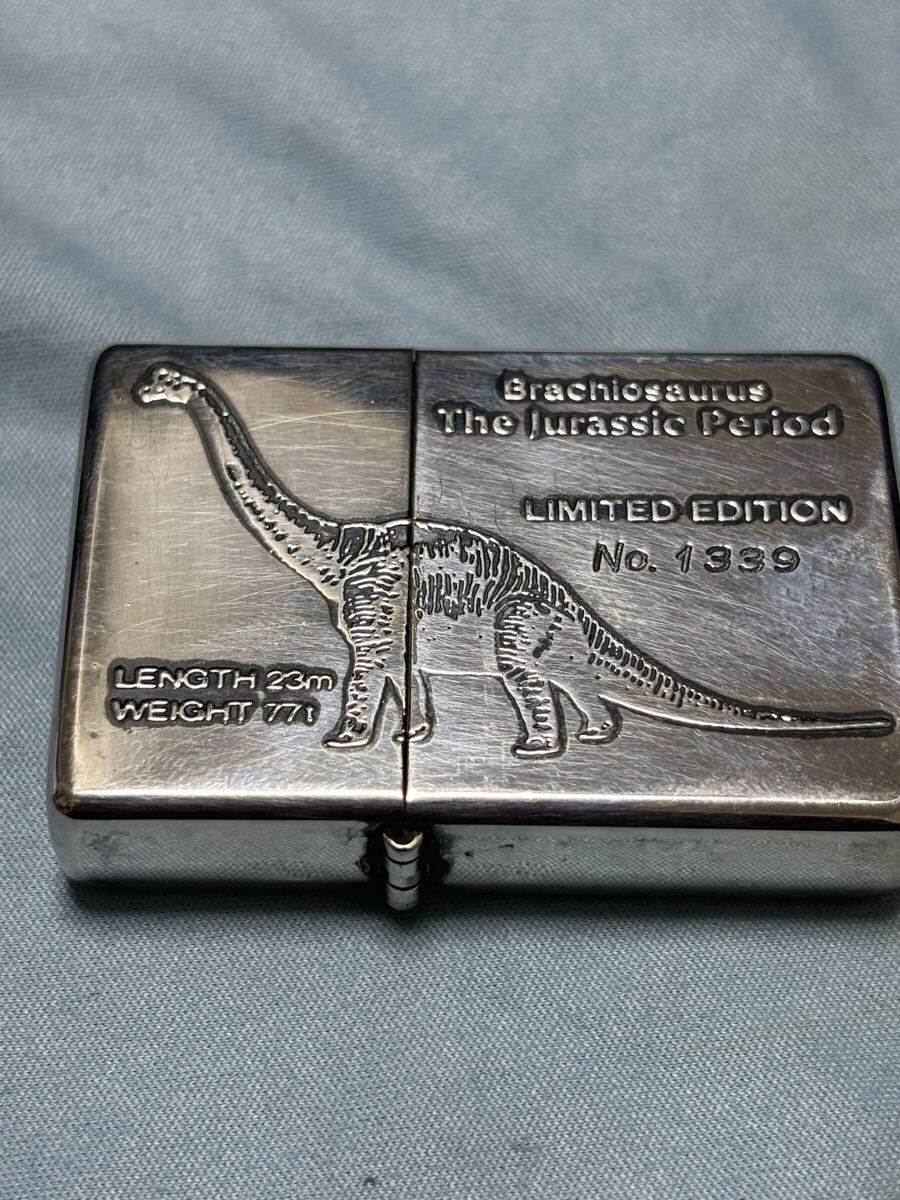 Brachiosaurus
The Jurassic Period
LIMITED EDITION
No. 1339
LENGTH 23m
WEIGHT 77t